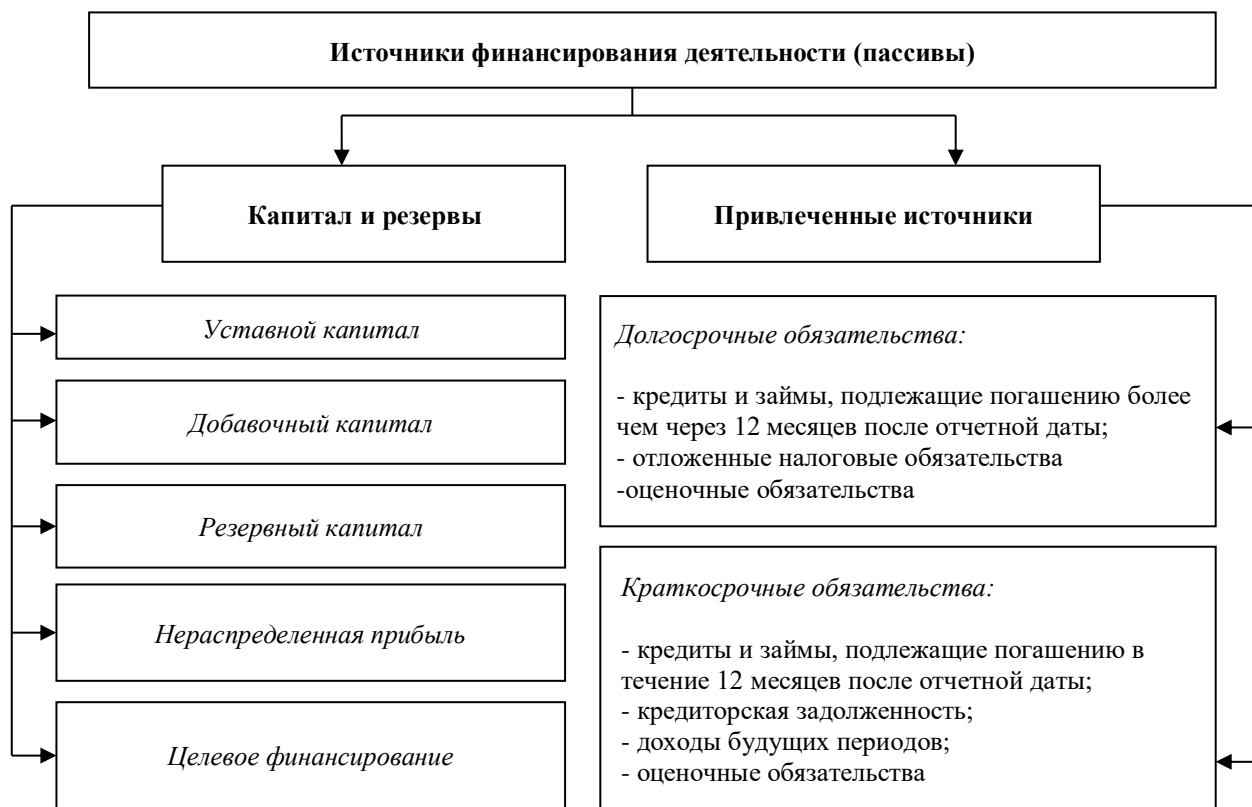 Источники финансирования деятельности (пассивы)
Капитал и резервы
Привлеченные источники
Уставной капитал
Добавочный капитал
Резервный капитал
Нераспределенная прибыль
Целевое финансирование
Долгосрочные обязательства:
- кредиты и займы, подлежащие погашению более
чем через 12 месяцев после отчетной даты;
- отложенные налоговые обязательства
-оценочные обязательства
Краткосрочные обязательства:
- кредиты и займы, подлежащие погашению в
течение 12 месяцев после отчетной даты;
- кредиторская задолженность;
- доходы будущих периодов;
- оценочные обязательства